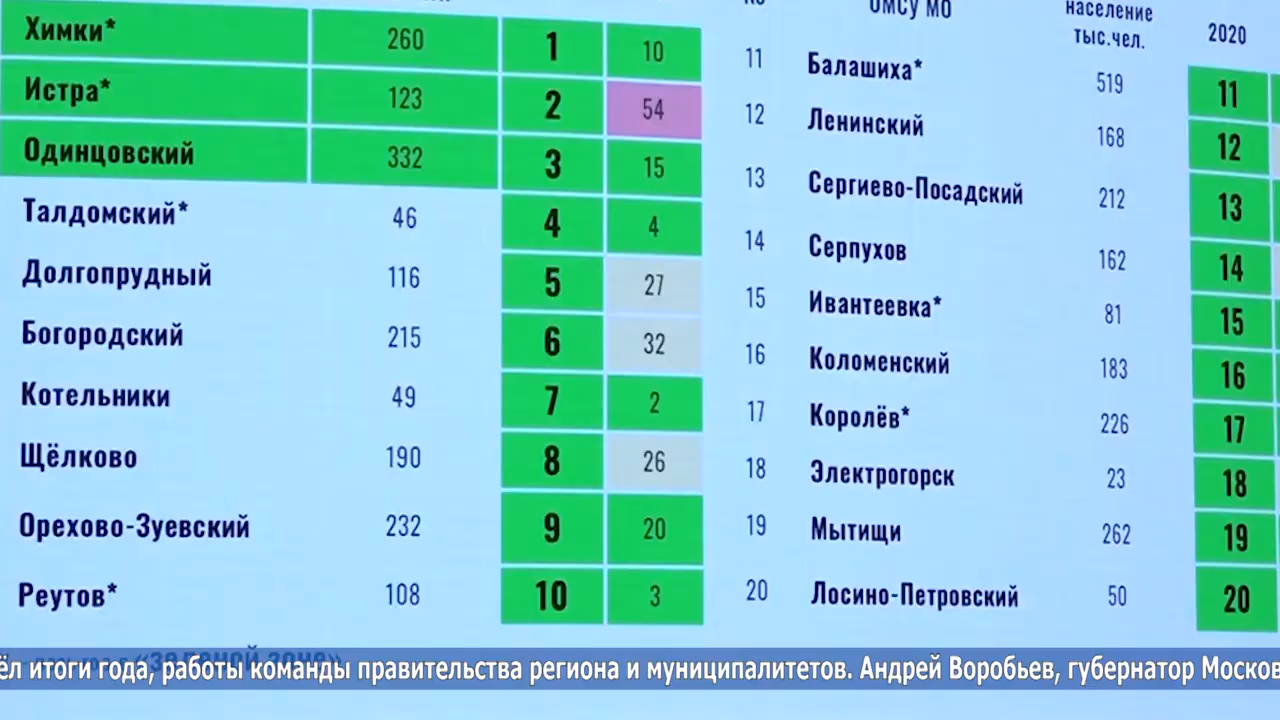 ОМСУ МО население тыс.чел. 2020
Химки* 260 1 10
Истра* 123 2 54
Одинцовский 332 3 15
Талдомский* 46 4 4
Долгопрудный 116 5 27
Богородский 215 6 32
Котельники 49 7 2
Щёлково 190 8 26
Орехово-Зуевский 232 9 20
Реутов* 108 10 3
11 Балашиха* 519 11
12 Ленинский 168 12
13 Сергиево-Посадский 212 13
14 Серпухов 162 14
15 Ивантеевка* 81 15
16 Коломенский 183 16
17 Королёв* 226 17
18 Электрогорск 23 18
19 Мытищи 262 19
20 Лосино-Петровский 50 20
ёл итоги года, работы команды правительства региона и муниципалитетов. Андрей Воробьев, губернатор Москов